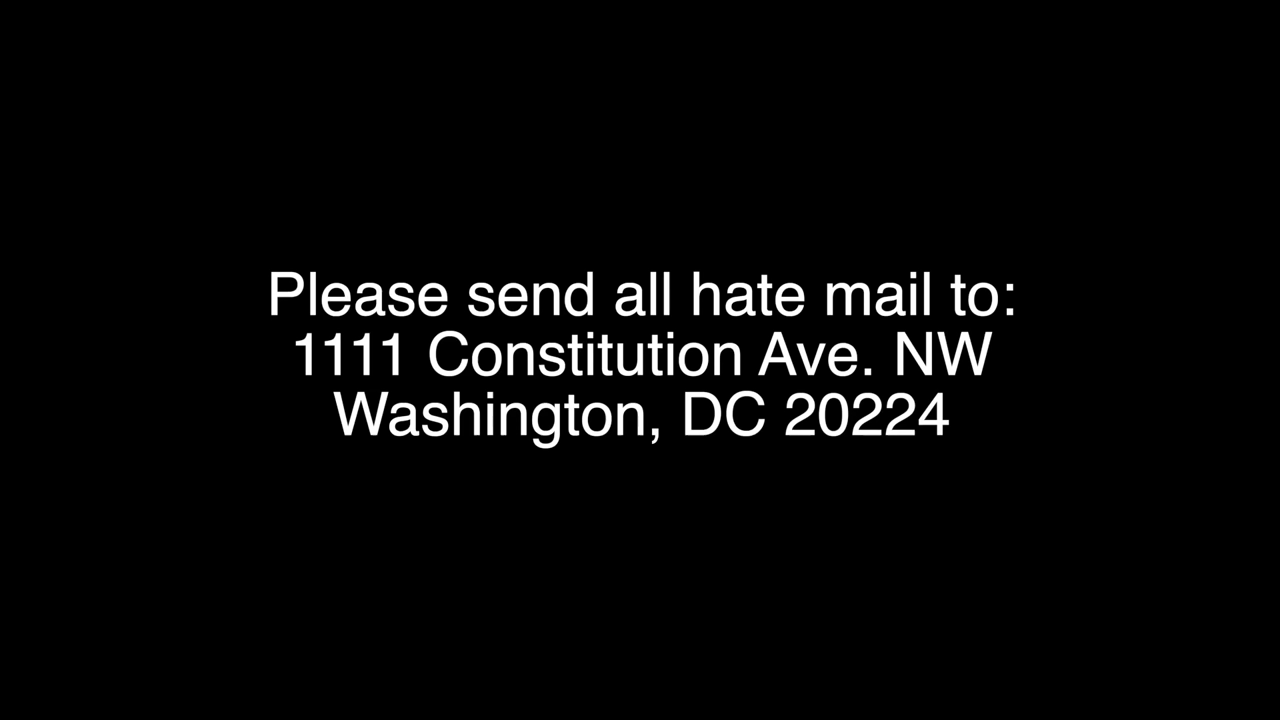 Please send all hate mail to:
1111 Constitution Ave. NW
Washington, DC 20224